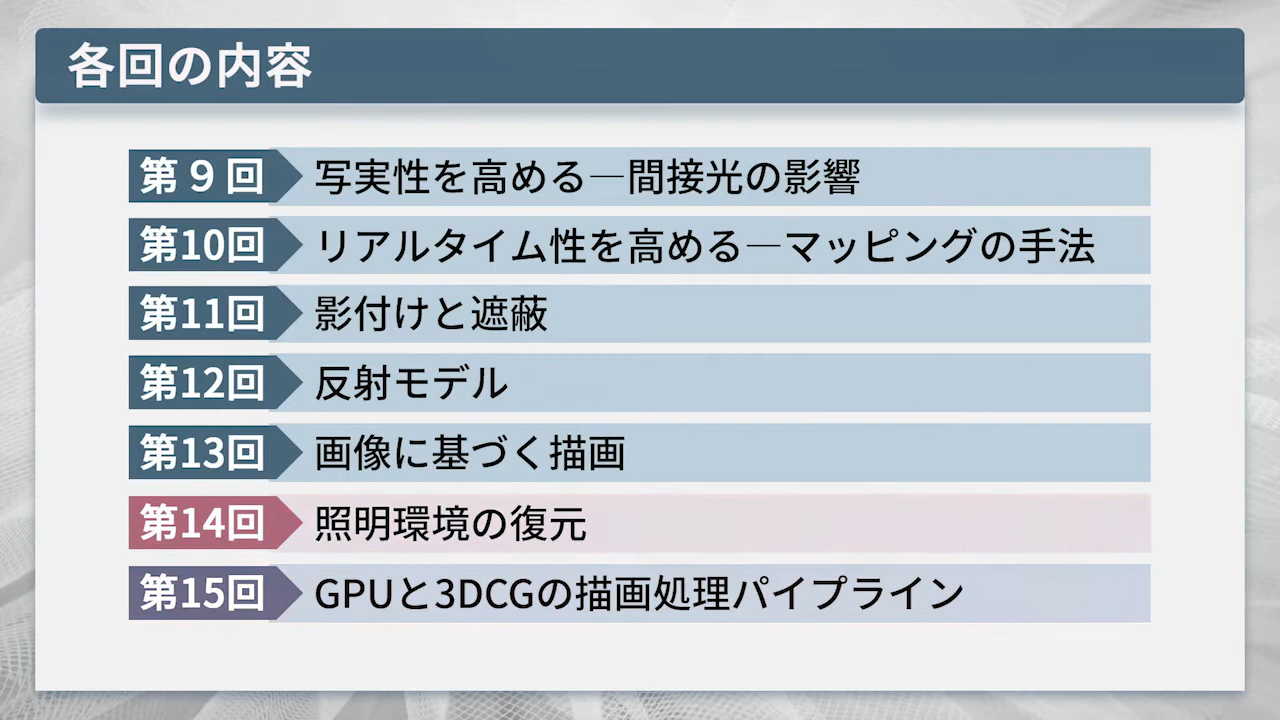 各回の内容
第９回 写実性を高める―間接光の影響
第10回 リアルタイム性を高める―マッピングの手法
第11回 影付けと遮蔽
第12回 反射モデル
第13回 画像に基づく描画
第14回 照明環境の復元
第15回 GPUと3DCGの描画処理パイプライン